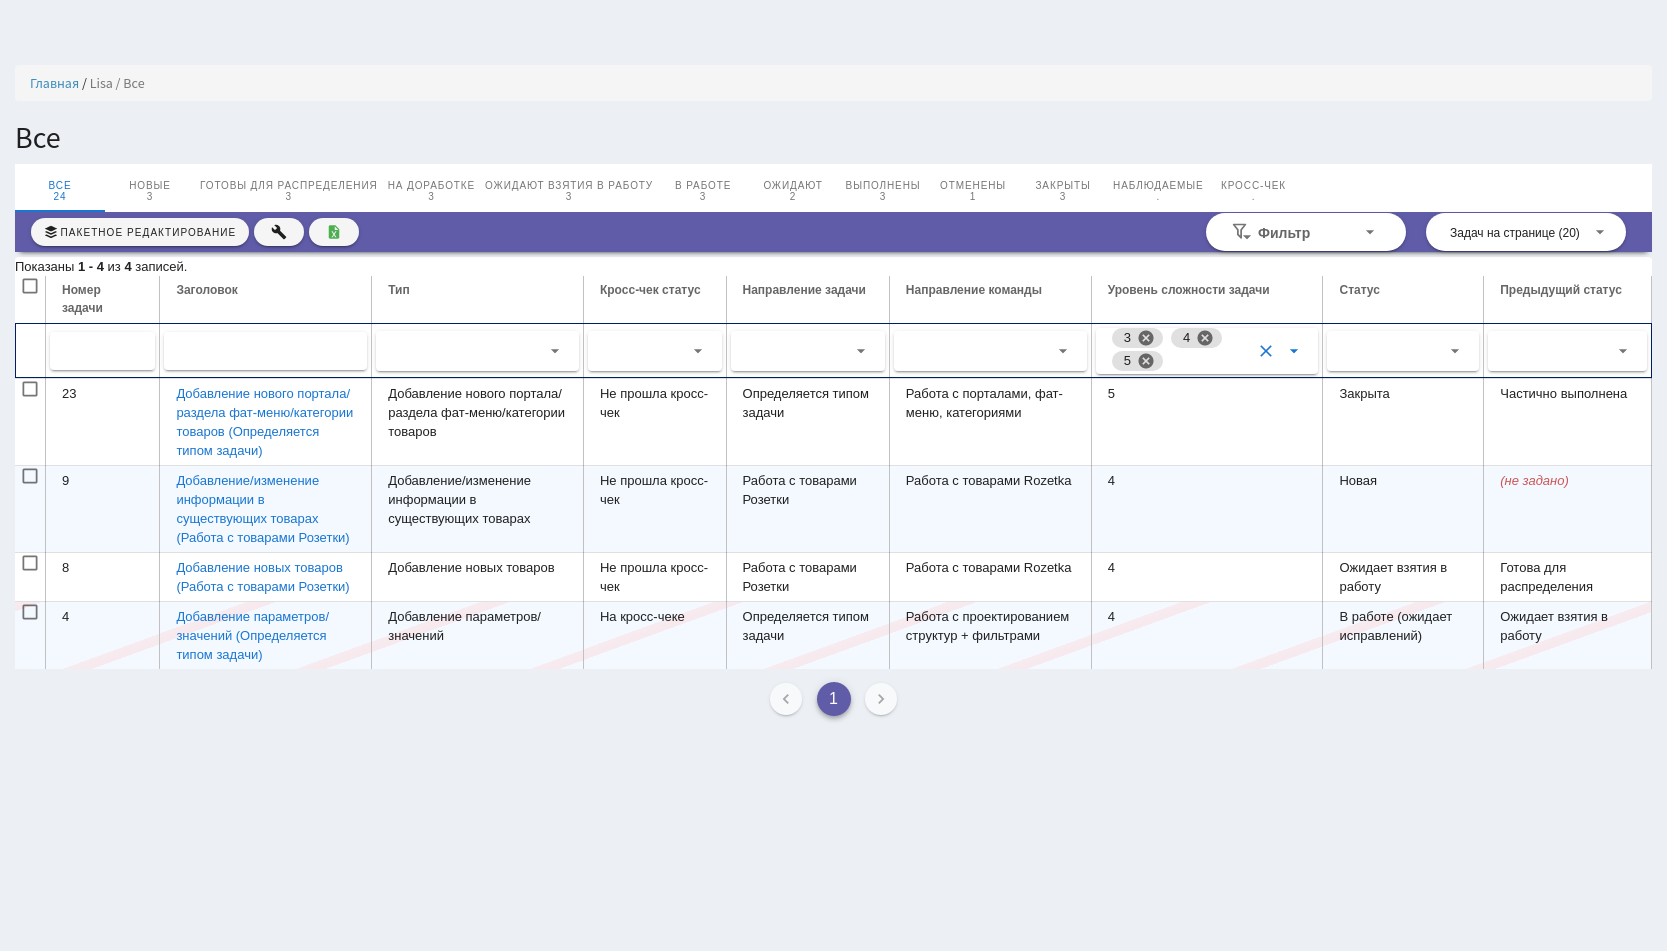 Главная / Lisa / Все
Все
ВСЕ НОВЫЕ ГОТОВЫ ДЛЯ РАСПРЕДЕЛЕНИЯ НА ДОРАБОТКЕ ОЖИДАЮТ ВЗЯТИЯ В РАБОТУ В РАБОТЕ ОЖИДАЮТ ВЫПОЛНЕНЫ ОТМЕНЕНЫ ЗАКРЫТЫ НАБЛЮДАЕМЫЕ КРОСС-ЧЕК
24 3 3 3 3 3 2 3 1 3 . .
ПАКЕТНОЕ РЕДАКТИРОВАНИЕ Фильтр Задач на странице (20)
Показаны 1 - 4 из 4 записей.
Номер Заголовок Тип Кросс-чек статус Направление задачи Направление команды Уровень сложности задачи Статус Предыдущий статус
задачи
3 4
5
23 Добавление нового портала/ Добавление нового портала/ Не прошла кросс- Определяется типом Работа с порталами, фат- 5 Закрыта Частично выполнена
раздела фат-меню/категории раздела фат-меню/категории чек задачи меню, категориями
товаров (Определяется товаров
типом задачи)
9 Добавление/изменение Добавление/изменение Не прошла кросс- Работа с товарами Работа с товарами Rozetka 4 Новая (не задано)
информации в информации в чек Розетки
существующих товарах существующих товарах
(Работа с товарами Розетки)
8 Добавление новых товаров Добавление новых товаров Не прошла кросс- Работа с товарами Работа с товарами Rozetka 4 Ожидает взятия в Готова для
(Работа с товарами Розетки) чек Розетки работу распределения
4 Добавление параметров/ Добавление параметров/ На кросс-чеке Определяется типом Работа с проектированием 4 В работе (ожидает Ожидает взятия в
значений (Определяется значений задачи структур + фильтрами исправлений) работу
типом задачи)
1